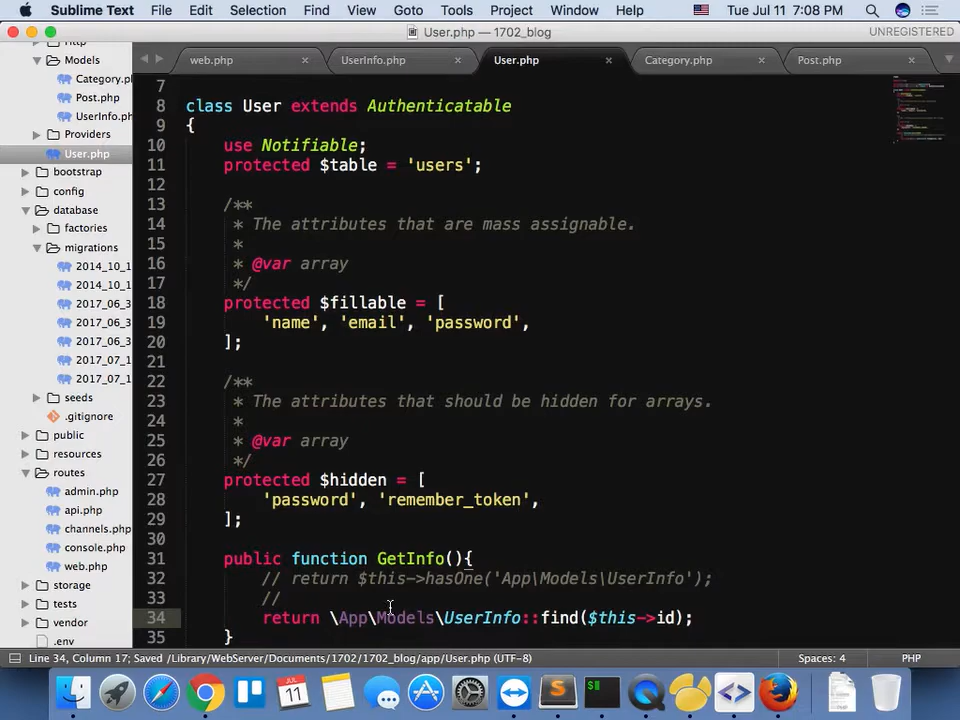 Sublime Text File Edit Selection Find View Goto Tools Project Window Help Tue Jul 11 7:08 PM
User.php — 1702_blog UNREGISTERED
Http
Models
Category.ph
Post.php
UserInfo.ph
Providers
User.php
bootstrap
config
database
factories
migrations
2014_10_1
2014_10_1
2017_06_3
2017_06_3
2017_06_3
2017_07_1
2017_07_1
seeds
.gitignore
public
resources
routes
admin.php
api.php
channels.php
console.php
web.php
storage
tests
vendor
.env
web.php × UserInfo.php × User.php × Category.php × Post.php ×
7
8 class User extends Authenticatable
9 {
10 use Notifiable;
11 protected $table = 'users';
12
13 /**
14 * The attributes that are mass assignable.
15 *
16 * @var array
17 */
18 protected $fillable = [
19 'name', 'email', 'password',
20 ];
21
22 /**
23 * The attributes that should be hidden for arrays.
24 *
25 * @var array
26 */
27 protected $hidden = [
28 'password', 'remember_token',
29 ];
30
31 public function GetInfo(){
32 // return $this->hasOne('App\Models\UserInfo');
33 //
34 return \App\Models\UserInfo::find($this->id);
35 }
Line 34, Column 17; Saved /Library/WebServer/Documents/1702/1702_blog/app/User.php (UTF-8) Spaces: 4 PHP
JUL
11